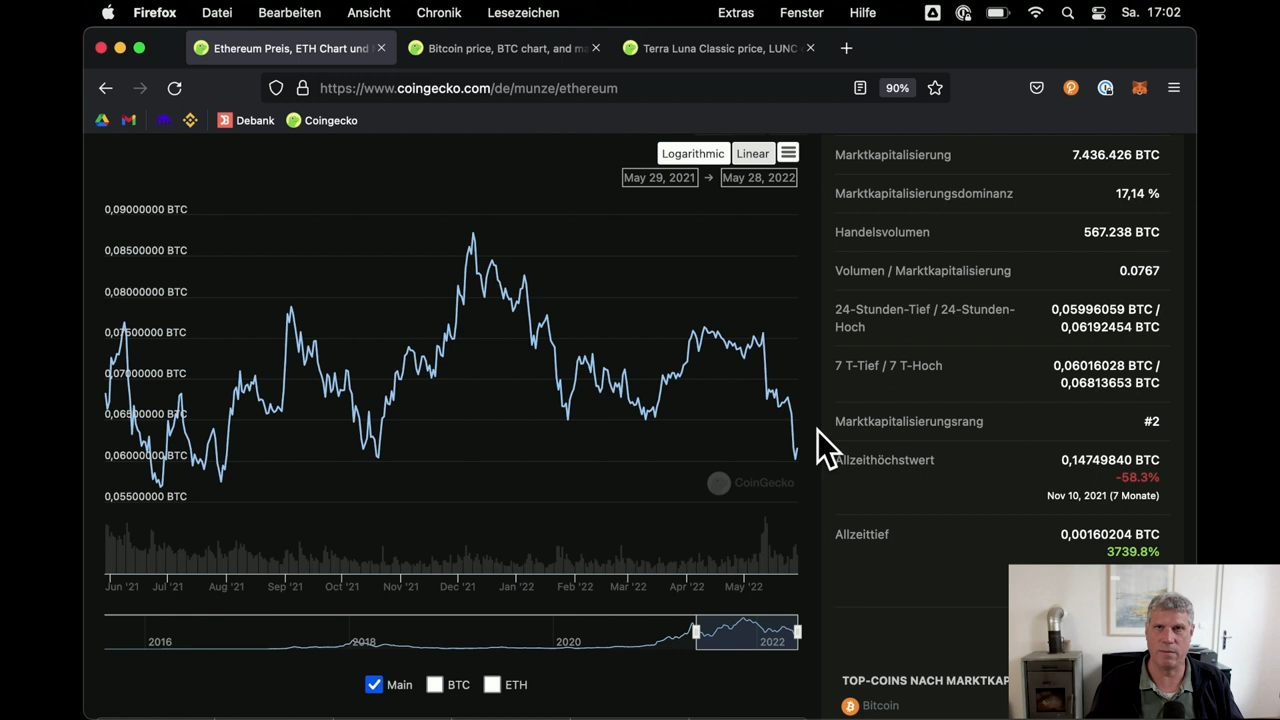 Firefox Datei Bearbeiten Ansicht Chronik Lesezeichen Extras Fenster Hilfe Sa. 17:02
Ethereum Preis, ETH Chart und
Bitcoin price, BTC chart, and ma
Terra Luna Classic price, LUNC
https://www.coingecko.com/de/munze/ethereum 90%
Debank Coingecko
Logarithmic Linear
May 29, 2021 → May 28, 2022
0,09000000 BTC
0,08500000 BTC
0,08000000 BTC
0,07500000 BTC
0,07000000 BTC
0,06500000 BTC
0,06000000 BTC
0,05500000 BTC
CoinGecko
Jun '21 Jul '21 Aug '21 Sep '21 Oct '21 Nov '21 Dec '21 Jan '22 Feb '22 Mar '22 Apr '22 May '22
2016 2018 2020 2022
Main BTC ETH
Marktkapitalisierung 7.436.426 BTC
Marktkapitalisierungsdominanz 17,14 %
Handelsvolumen 567.238 BTC
Volumen / Marktkapitalisierung 0.0767
24-Stunden-Tief / 24-Stunden- 0,05996059 BTC /
Hoch 0,06192454 BTC
7 T-Tief / 7 T-Hoch 0,06016028 BTC /
0,06813653 BTC
Marktkapitalisierungsrang #2
Allzeithöchstwert 0,14749840 BTC
-58.3%
Nov 10, 2021 (7 Monate)
Allzeittief 0,00160204 BTC
3739.8%
TOP-COINS NACH MARKTKAP
Bitcoin